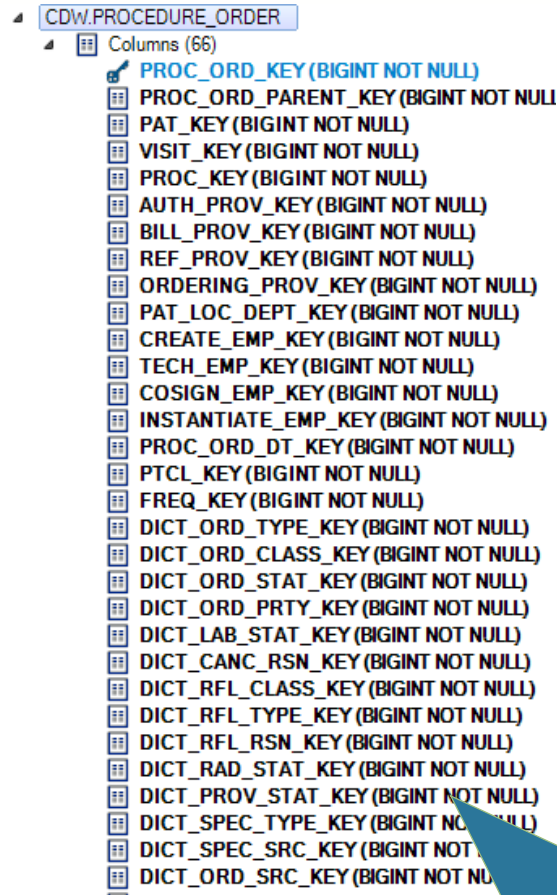 CDW.PROCEDURE_ORDER
Columns (66)
PROC_ORD_KEY (BIGINT NOT NULL)
PROC_ORD_PARENT_KEY (BIGINT NOT NULL
PAT_KEY (BIGINT NOT NULL)
VISIT_KEY (BIGINT NOT NULL)
PROC_KEY (BIGINT NOT NULL)
AUTH_PROV_KEY (BIGINT NOT NULL)
BILL_PROV_KEY (BIGINT NOT NULL)
REF_PROV_KEY (BIGINT NOT NULL)
ORDERING_PROV_KEY (BIGINT NOT NULL)
PAT_LOC_DEPT_KEY (BIGINT NOT NULL)
CREATE_EMP_KEY (BIGINT NOT NULL)
TECH_EMP_KEY (BIGINT NOT NULL)
COSIGN_EMP_KEY (BIGINT NOT NULL)
INSTANTIATE_EMP_KEY (BIGINT NOT NULL)
PROC_ORD_DT_KEY (BIGINT NOT NULL)
PTCL_KEY (BIGINT NOT NULL)
FREQ_KEY (BIGINT NOT NULL)
DICT_ORD_TYPE_KEY (BIGINT NOT NULL)
DICT_ORD_CLASS_KEY (BIGINT NOT NULL)
DICT_ORD_STAT_KEY (BIGINT NOT NULL)
DICT_ORD_PRTY_KEY (BIGINT NOT NULL)
DICT_LAB_STAT_KEY (BIGINT NOT NULL)
DICT_CANC_RSN_KEY (BIGINT NOT NULL)
DICT_RFL_CLASS_KEY (BIGINT NOT NULL)
DICT_RFL_TYPE_KEY (BIGINT NOT NULL)
DICT_RFL_RSN_KEY (BIGINT NOT NULL)
DICT_RAD_STAT_KEY (BIGINT NOT NULL)
DICT_PROV_STAT_KEY (BIGINT NOT NULL)
DICT_SPEC_TYPE_KEY (BIGINT
DICT_SPEC_SRC_KEY (BIGINT NOT
DICT_ORD_SRC_KEY (BIGINT